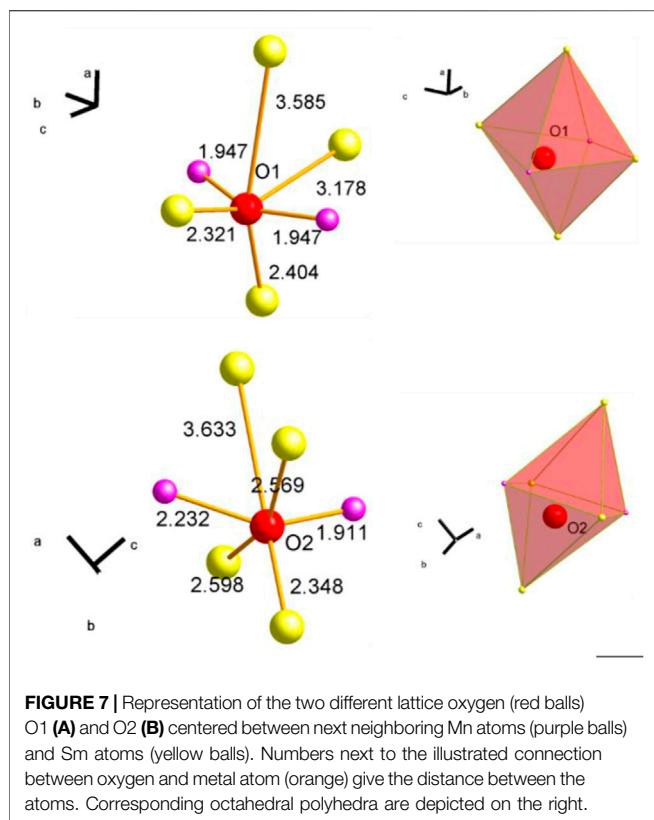 a
b
c
3.585
1.947
O1
3.178
2.321
1.947
2.404
a
c
b
O1
3.633
2.569
2.232
1.911
O2
2.598
2.348
a
c
b
c
a
b
O2
FIGURE 7 | Representation of the two different lattice oxygen (red balls)
O1 (A) and O2 (B) centered between next neighboring Mn atoms (purple balls)
and Sm atoms (yellow balls). Numbers next to the illustrated connection
between oxygen and metal atom (orange) give the distance between the
atoms. Corresponding octahedral polyhedra are depicted on the right.